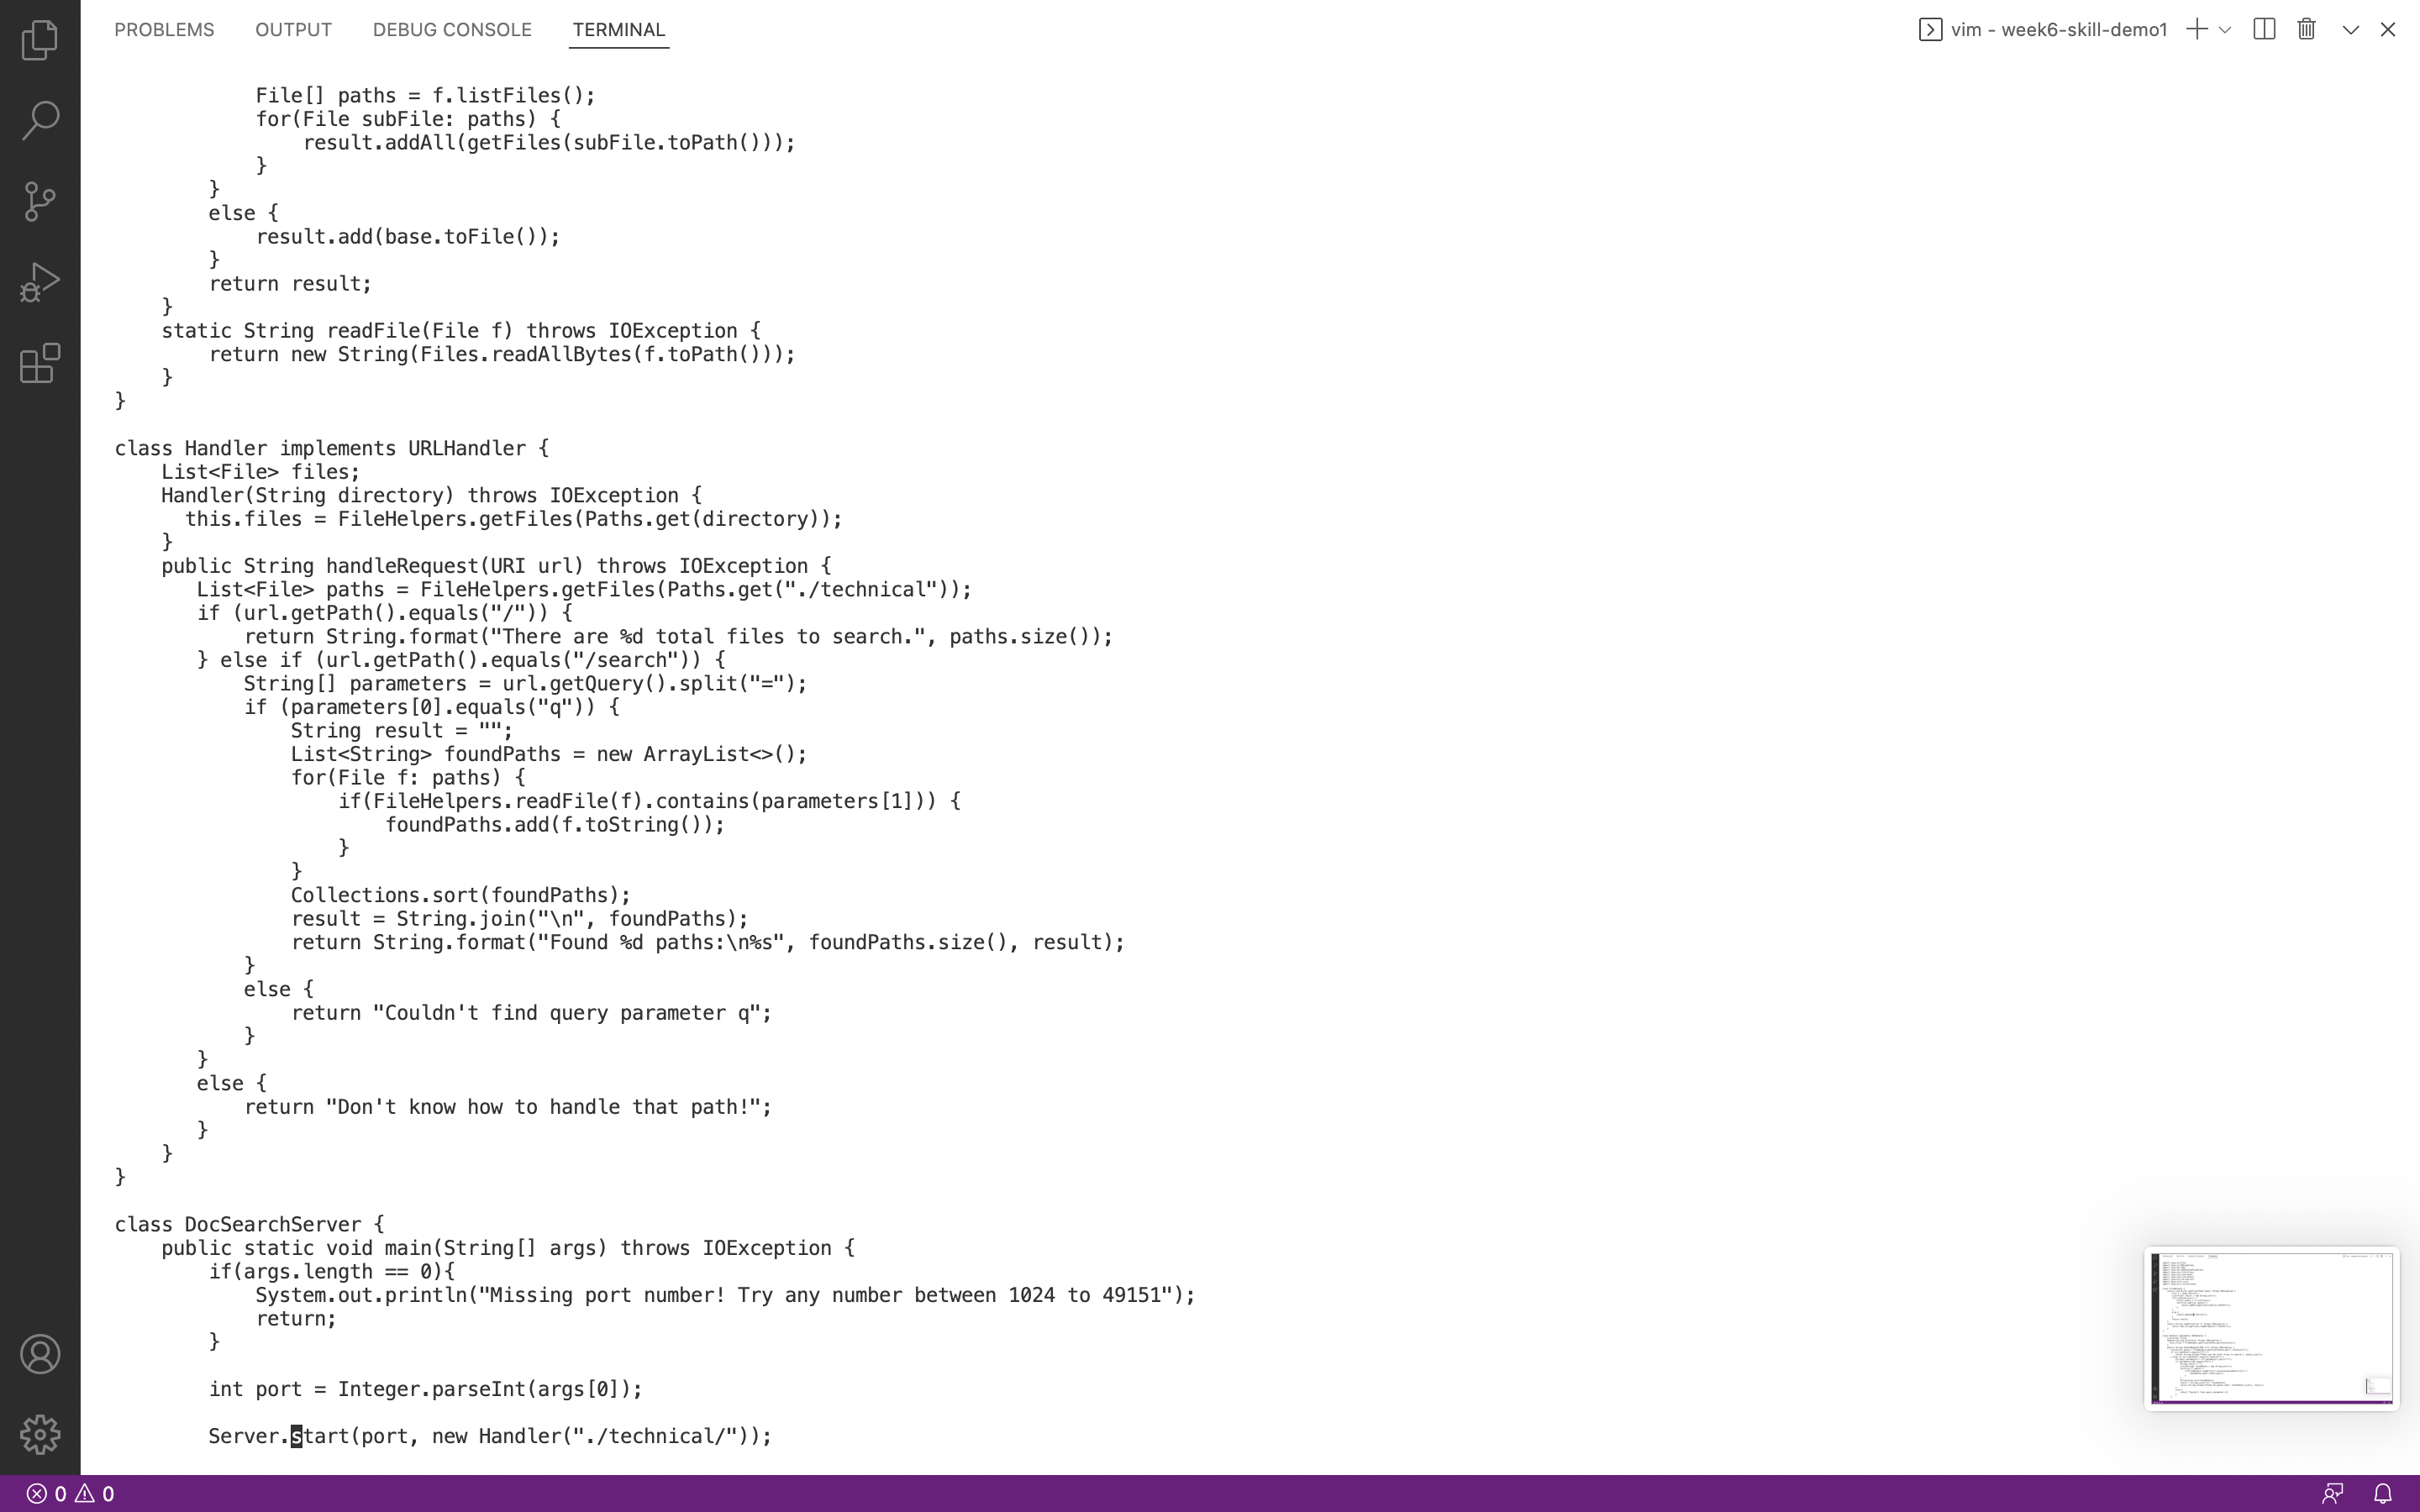 PROBLEMS OUTPUT DEBUG CONSOLE TERMINAL vim - week6-skill-demo1
            File[] paths = f.listFiles();
            for(File subFile: paths) {
                result.addAll(getFiles(subFile.toPath()));
            }
        }
        else {
            result.add(base.toFile());
        }
        return result;
    }
    static String readFile(File f) throws IOException {
        return new String(Files.readAllBytes(f.toPath()));
    }
}

class Handler implements URLHandler {
    List<File> files;
    Handler(String directory) throws IOException {
      this.files = FileHelpers.getFiles(Paths.get(directory));
    }
    public String handleRequest(URI url) throws IOException {
       List<File> paths = FileHelpers.getFiles(Paths.get("./technical"));
       if (url.getPath().equals("/")) {
           return String.format("There are %d total files to search.", paths.size());
       } else if (url.getPath().equals("/search")) {
           String[] parameters = url.getQuery().split("=");
           if (parameters[0].equals("q")) {
               String result = "";
               List<String> foundPaths = new ArrayList<>();
               for(File f: paths) {
                   if(FileHelpers.readFile(f).contains(parameters[1])) {
                       foundPaths.add(f.toString());
                   }
               }
               Collections.sort(foundPaths);
               result = String.join("\n", foundPaths);
               return String.format("Found %d paths:\n%s", foundPaths.size(), result);
           }
           else {
               return "Couldn't find query parameter q";
           }
       }
       else {
           return "Don't know how to handle that path!";
       }
    }
}

class DocSearchServer {
    public static void main(String[] args) throws IOException {
        if(args.length == 0){
            System.out.println("Missing port number! Try any number between 1024 to 49151");
            return;
        }

        int port = Integer.parseInt(args[0]);

        Server.start(port, new Handler("./technical/"));
0 0